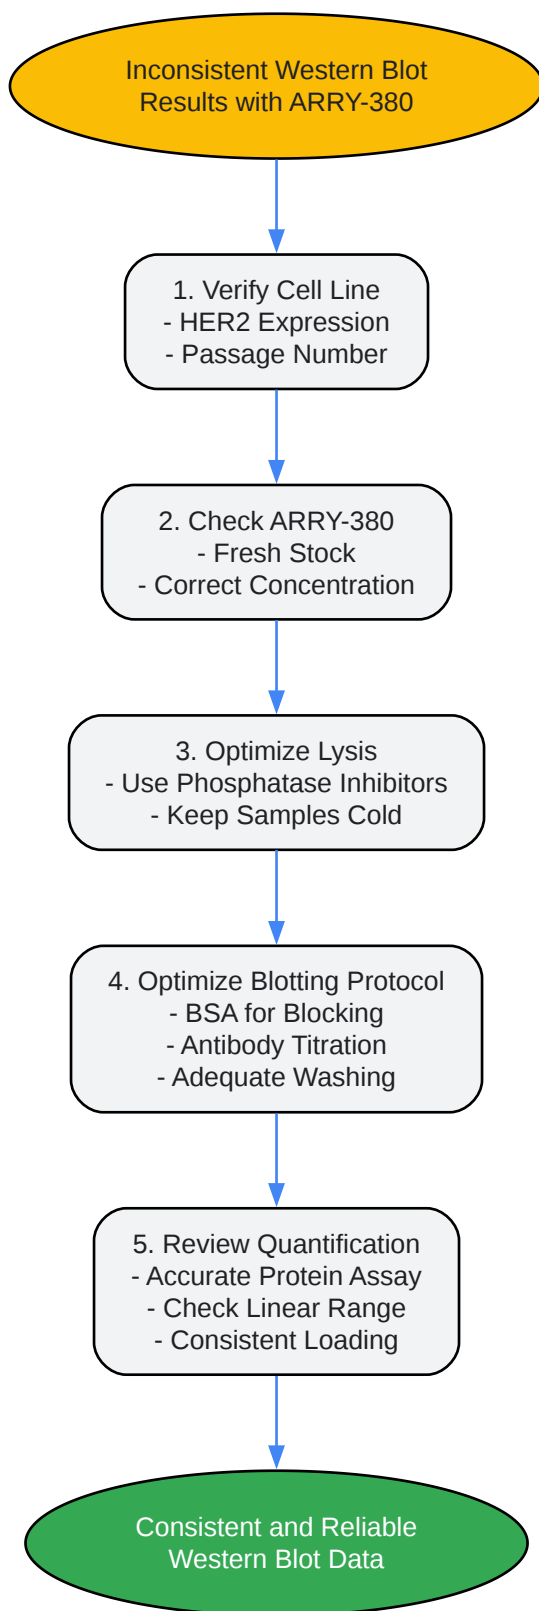 Inconsistent Western Blot
Results with ARRY-380
1. Verify Cell Line
- HER2 Expression
- Passage Number
2. Check ARRY-380
- Fresh Stock
- Correct Concentration
3. Optimize Lysis
- Use Phosphatase Inhibitors
- Keep Samples Cold
4. Optimize Blotting Protocol
- BSA for Blocking
- Antibody Titration
- Adequate Washing
5. Review Quantification
- Accurate Protein Assay
- Check Linear Range
- Consistent Loading
Consistent and Reliable
Western Blot Data